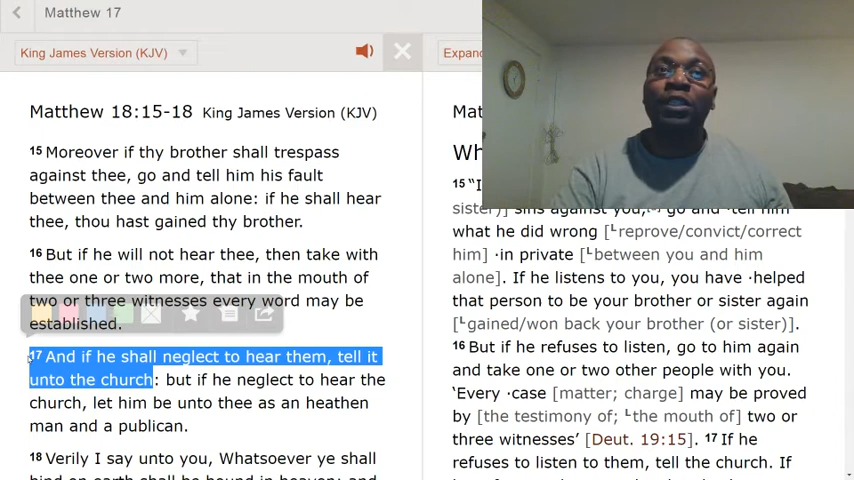 Matthew 17
King James Version (KJV)
Matthew 18:15-18 King James Version (KJV)
15 Moreover if thy brother shall trespass
against thee, go and tell him his fault
between thee and him alone: if he shall hear
thee, thou hast gained thy brother.
16 But if he will not hear thee, then take with
thee one or two more, that in the mouth of
two or three witnesses every word may be
established.
17 And if he shall neglect to hear them, tell it
unto the church: but if he neglect to hear the
church, let him be unto thee as an heathen
man and a publican.
18 Verily I say unto you, Whatsoever ye shall
bind on earth shall be bound in heaven: and
Expand
Mat
Wh
15 “I
sister)] sins against you, go and ·tell him
what he did wrong [└reprove/convict/correct
him] ·in private [└between you and him
alone]. If he listens to you, you have ·helped
that person to be your brother or sister again
[└gained/won back your brother (or sister)].
16 But if he refuses to listen, go to him again
and take one or two other people with you.
‘Every ·case [matter; charge] may be proved
by [the testimony of; └the mouth of] two or
three witnesses’ [Deut. 19:15]. 17 If he
refuses to listen to them, tell the church. If